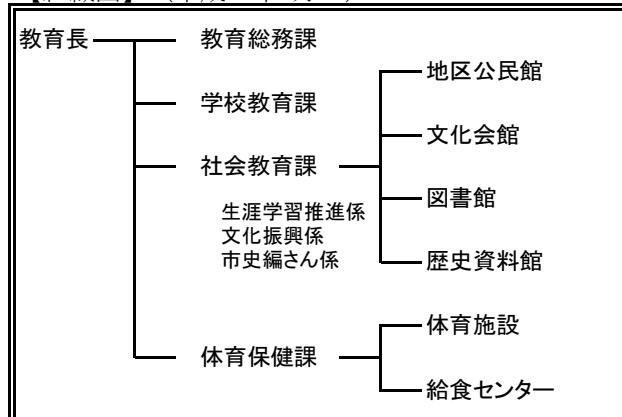 教育長
教育総務課
学校教育課
社会教育課
生涯学習推進係
文化振興係
市史編さん係
地区公民館
文化会館
図書館
歴史資料館
体育保健課
体育施設
給食センター